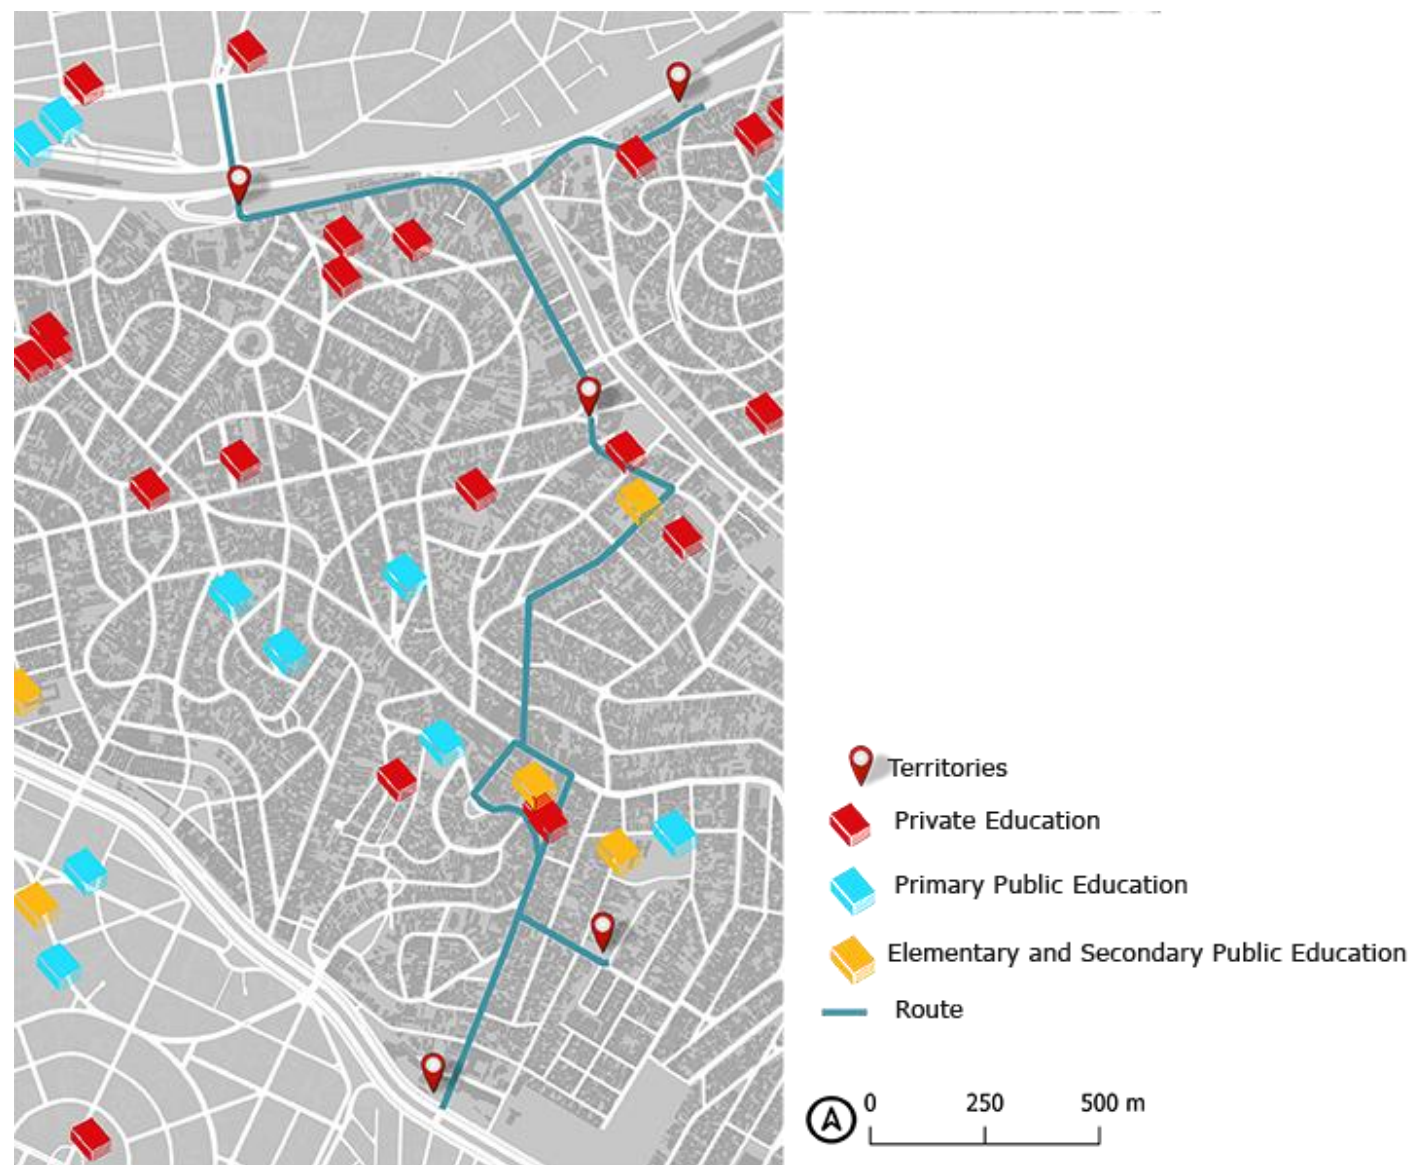 Territories
Private Education
Primary Public Education
Elementary and Secondary Public Education
Route
A 0 250 500 m